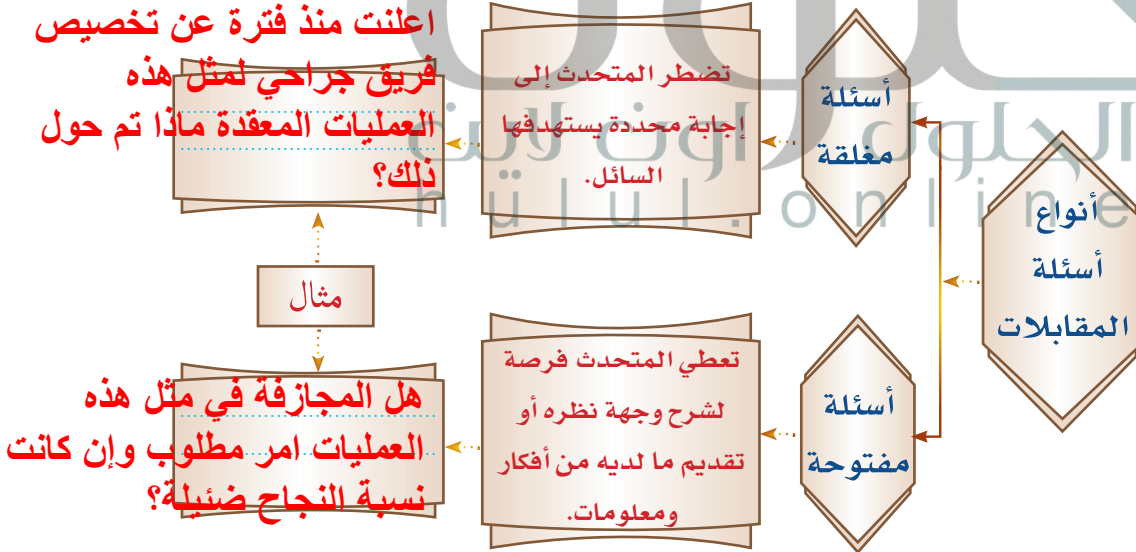 أنواع
أسئلة
المقابلات
أسئلة
مغلقة
تضطر المتحدث إلى
إجابة محددة يستهدفها
السائل.
اعلنت منذ فترة عن تخصيص
فريق جراحي لمثل هذه
العمليات المعقدة ماذا تم حول
ذلك؟
مثال
أسئلة
مفتوحة
تعطي المتحدث فرصة
لشرح وجهة نظره أو
تقديم ما لديه من أفكار
ومعلومات.
هل المجازفة في مثل هذه
العمليات امر مطلوب وإن كانت
نسبة النجاح ضئيلة؟
hulul.online